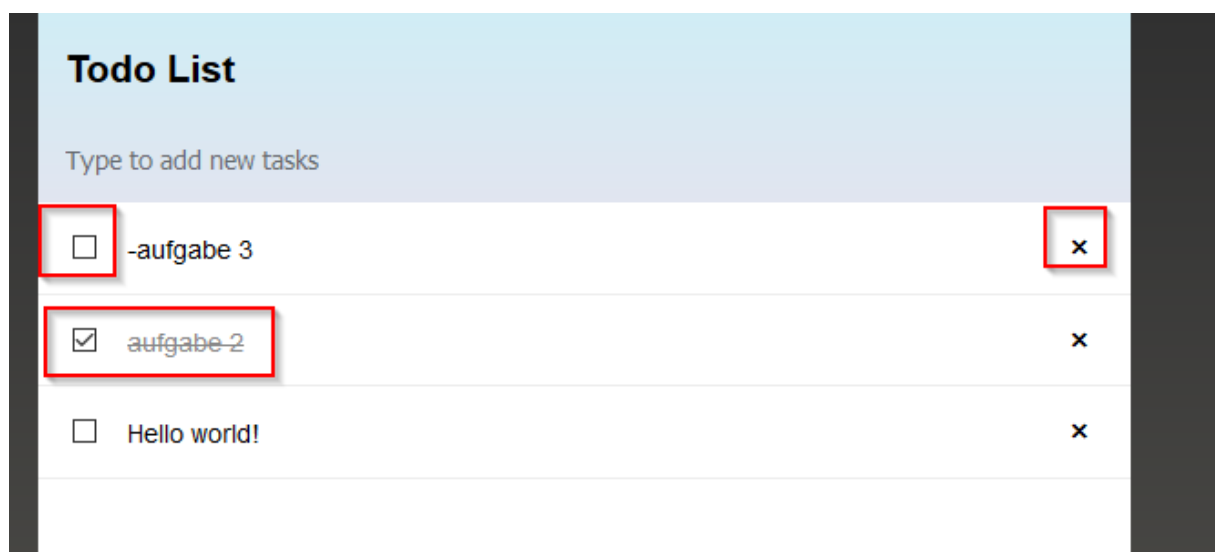 Todo List
Type to add new tasks
-aufgabe 3
aufgabe 2
Hello world!